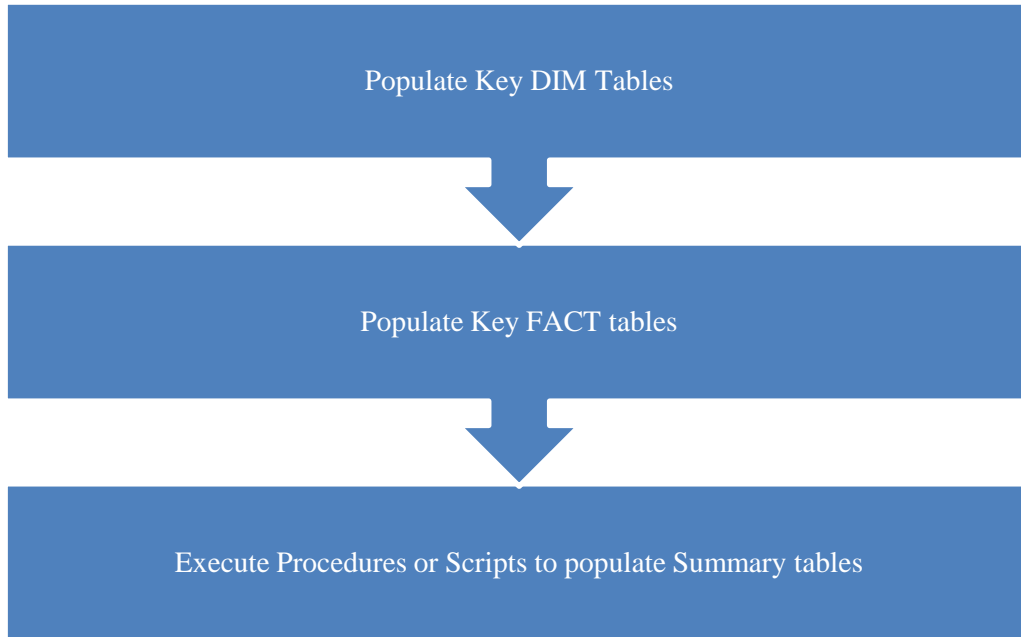 Populate Key DIM Tables
Populate Key FACT tables
Execute Procedures or Scripts to populate Summary tables